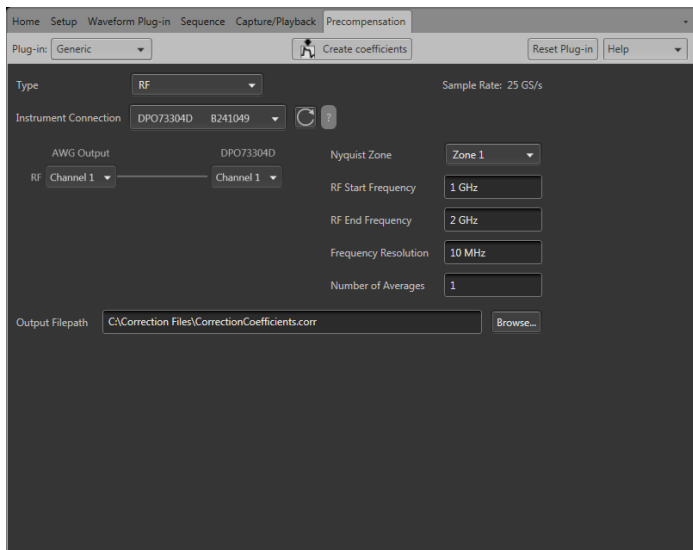 Home Setup Waveform Plug-in Sequence Capture/Playback Precompensation
Plug-in: Generic Create coefficients Reset Plug-in Help
Type RF Sample Rate: 25 GS/s
Instrument Connection DPO73304D B241049 ?
AWG Output DPO73304D Nyquist Zone Zone 1
RF Channel 1 Channel 1
RF Start Frequency 1 GHz
RF End Frequency 2 GHz
Frequency Resolution 10 MHz
Number of Averages 1
Output Filepath C:\Correction Files\CorrectionCoefficients.corr Browse...